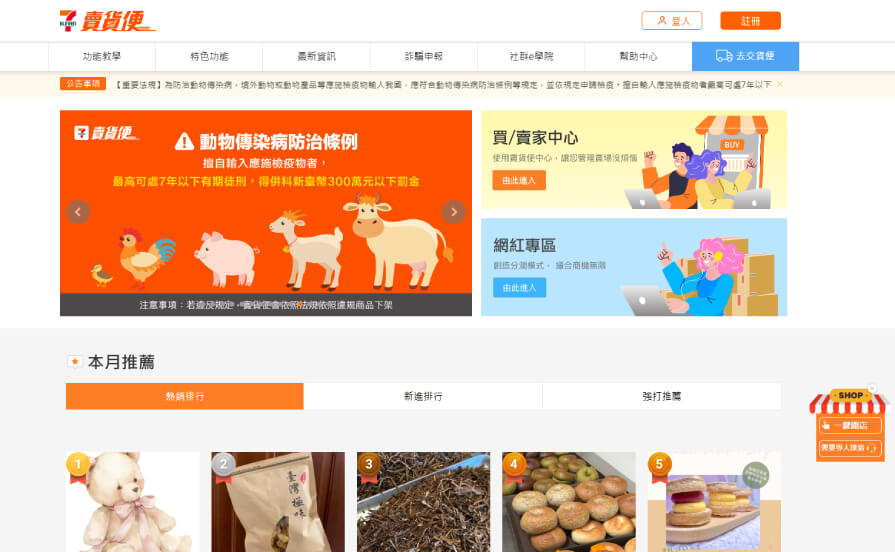 7-ELEVEN 賣貨便
登入
註冊
功能教學
特色功能
最新資訊
詐騙申報
社群e學院
幫助中心
去交貨便
公告事項
【重要法規】為防治動物傳染病，境外動物或動物產品等應施檢疫物輸入我國，應符合動物傳染病防治條例等規定，並依規定申請檢疫。擅自輸入應施檢疫物者最高可處7年以下
賣貨便
動物傳染病防治條例
擅自輸入應施檢疫物者，
最高可處7年以下有期徒刑，得併科新臺幣300萬元以下罰金
注意事項：若違反規定，賣貨便會依照法規依照違規商品下架
買/賣家中心
使用賣貨便中心，讓您管理賣場沒煩惱
由此進入
BUY
網紅專區
創造分潤模式，
由此進入
本月推薦
熱銷排行
新進排行
強打推薦
SHOP
一鍵開店
需要專人接洽
1
2
3
4
5
臺灣極味